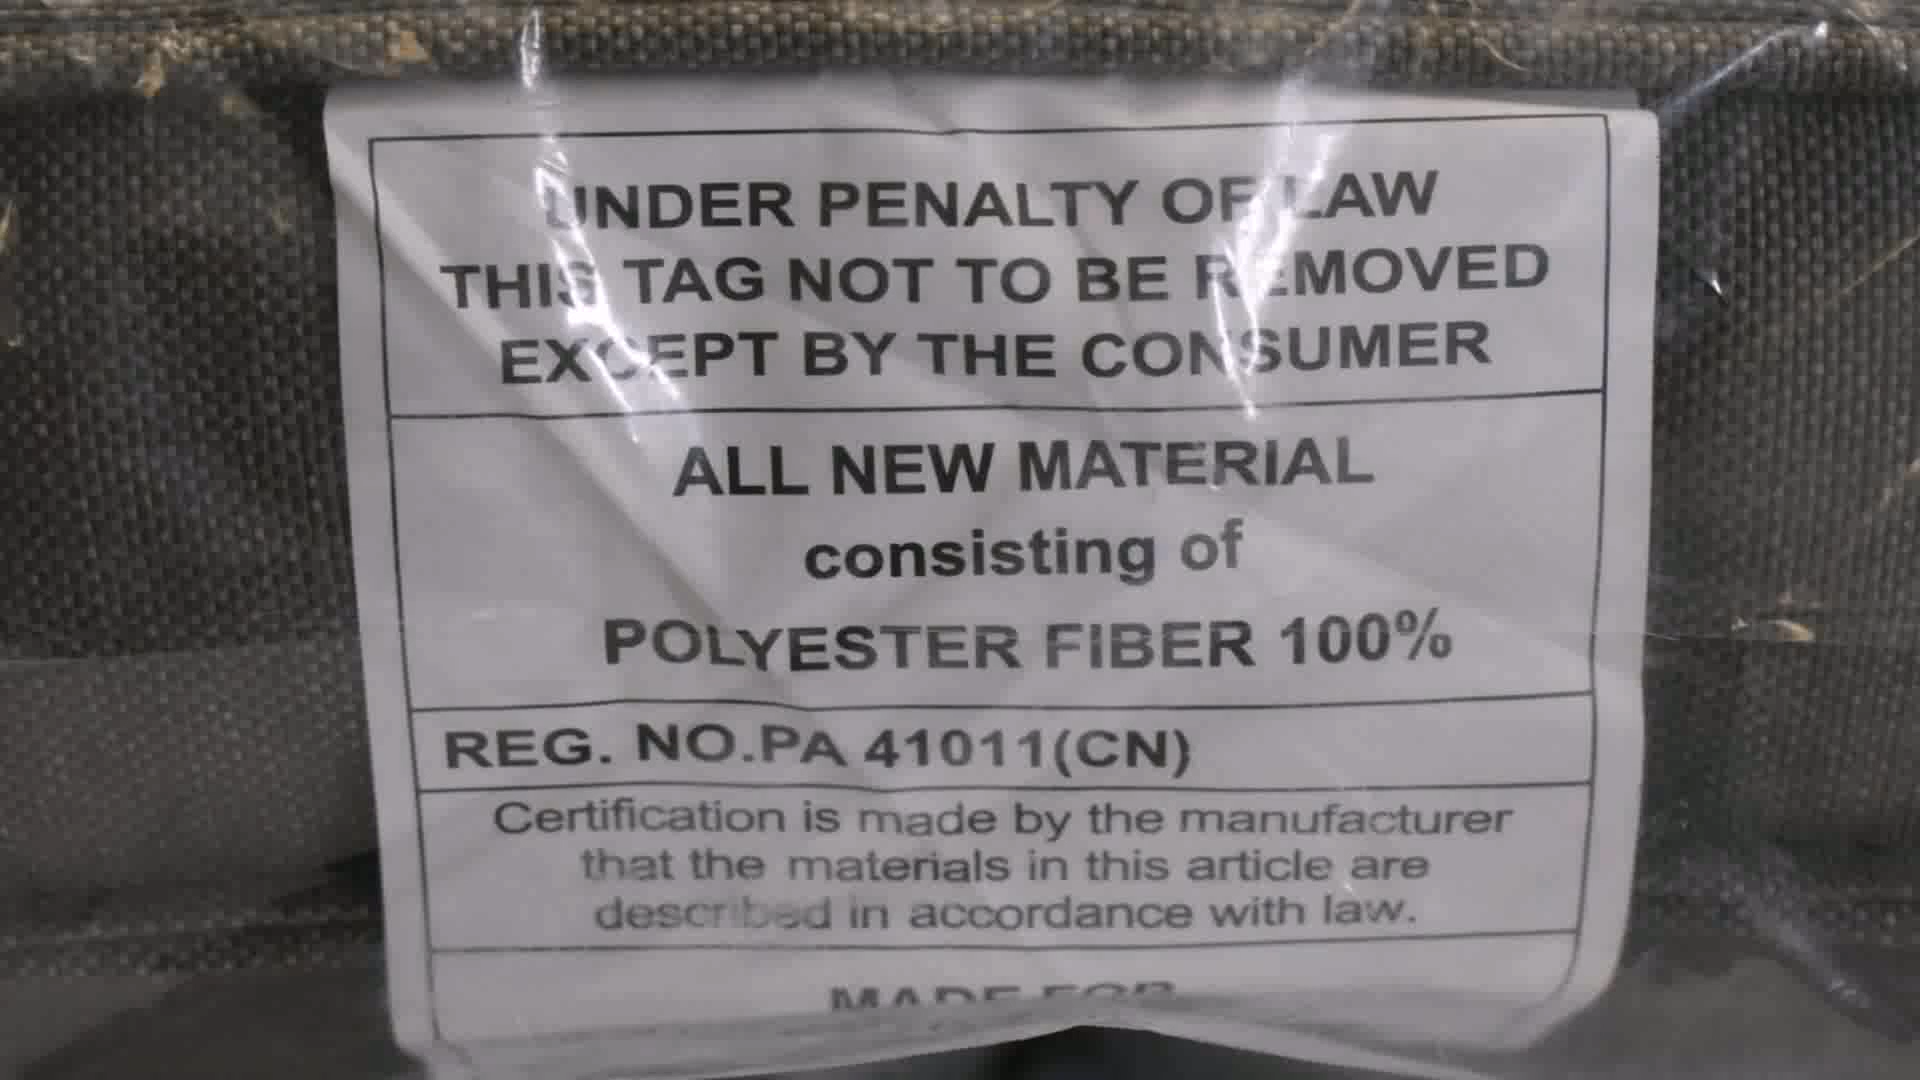 UNDER PENALTY OF LAW
THIS TAG NOT TO BE REMOVED
EXCEPT BY THE CONSUMER
ALL NEW MATERIAL
consisting of
POLYESTER FIBER 100%
REG. NO.PA 41011(CN)
Certification is made by the manufacturer
that the materials in this article are
described in accordance with law.
MADE FOR